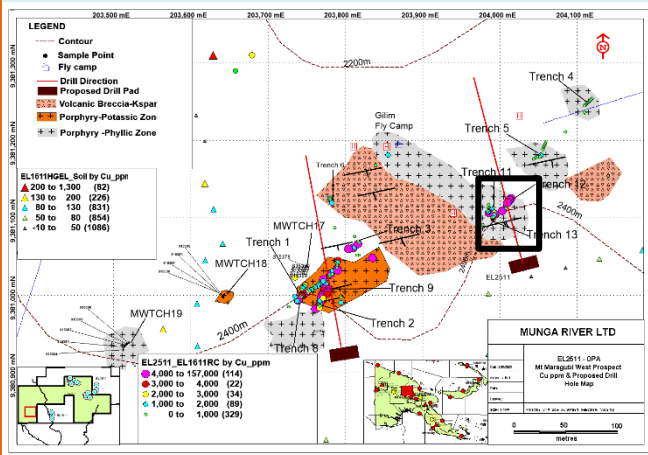 203,500 mE
203,600 mE
203,700 mE
203,800 mE
203,900 mE
204,000 mE
204,100 mE
LEGEND
Contour
Sample Point
Fly camp
Drill Direction
Proposed Drill Pad
Volcanic Breccia-Kspar
Porphyry-Potassic Zon
Porphyry -Phyllic Zone
9,381,300 mN
9,381,200 mN
9,381,100 mN
9,381,000 mN
2200m
N
Trench 4
Trench 5
Gilim
Fly Camp
Trench 6
Trench 11
Trench 12
EL1611HGEL_Soil by Cu_ppm
200 to 1,300 (82)
130 to 200 (226)
80 to 130 (831)
50 to 80 (854)
-10 to 50 (1086)
2400m
MWTCH17
Trench 1
Trench 3
Trench 13
2400m
EL2511
MWTCH18
Trench 9
MWTCH19
2400m
Trench 2
Trench 8
MUNGA RIVER LTD
EL2511 - OPA
Mt Maragubi West Prospect
Cu ppm & Proposed Drill
Hole Map
EL2511_EL1611RC by Cu_ppm
4,000 to 157,000 (114)
3,000 to 4,000 (22)
2,000 to 3,000 (34)
1,000 to 2,000 (89)
0 to 1,000 (329)
0 50 100
metres